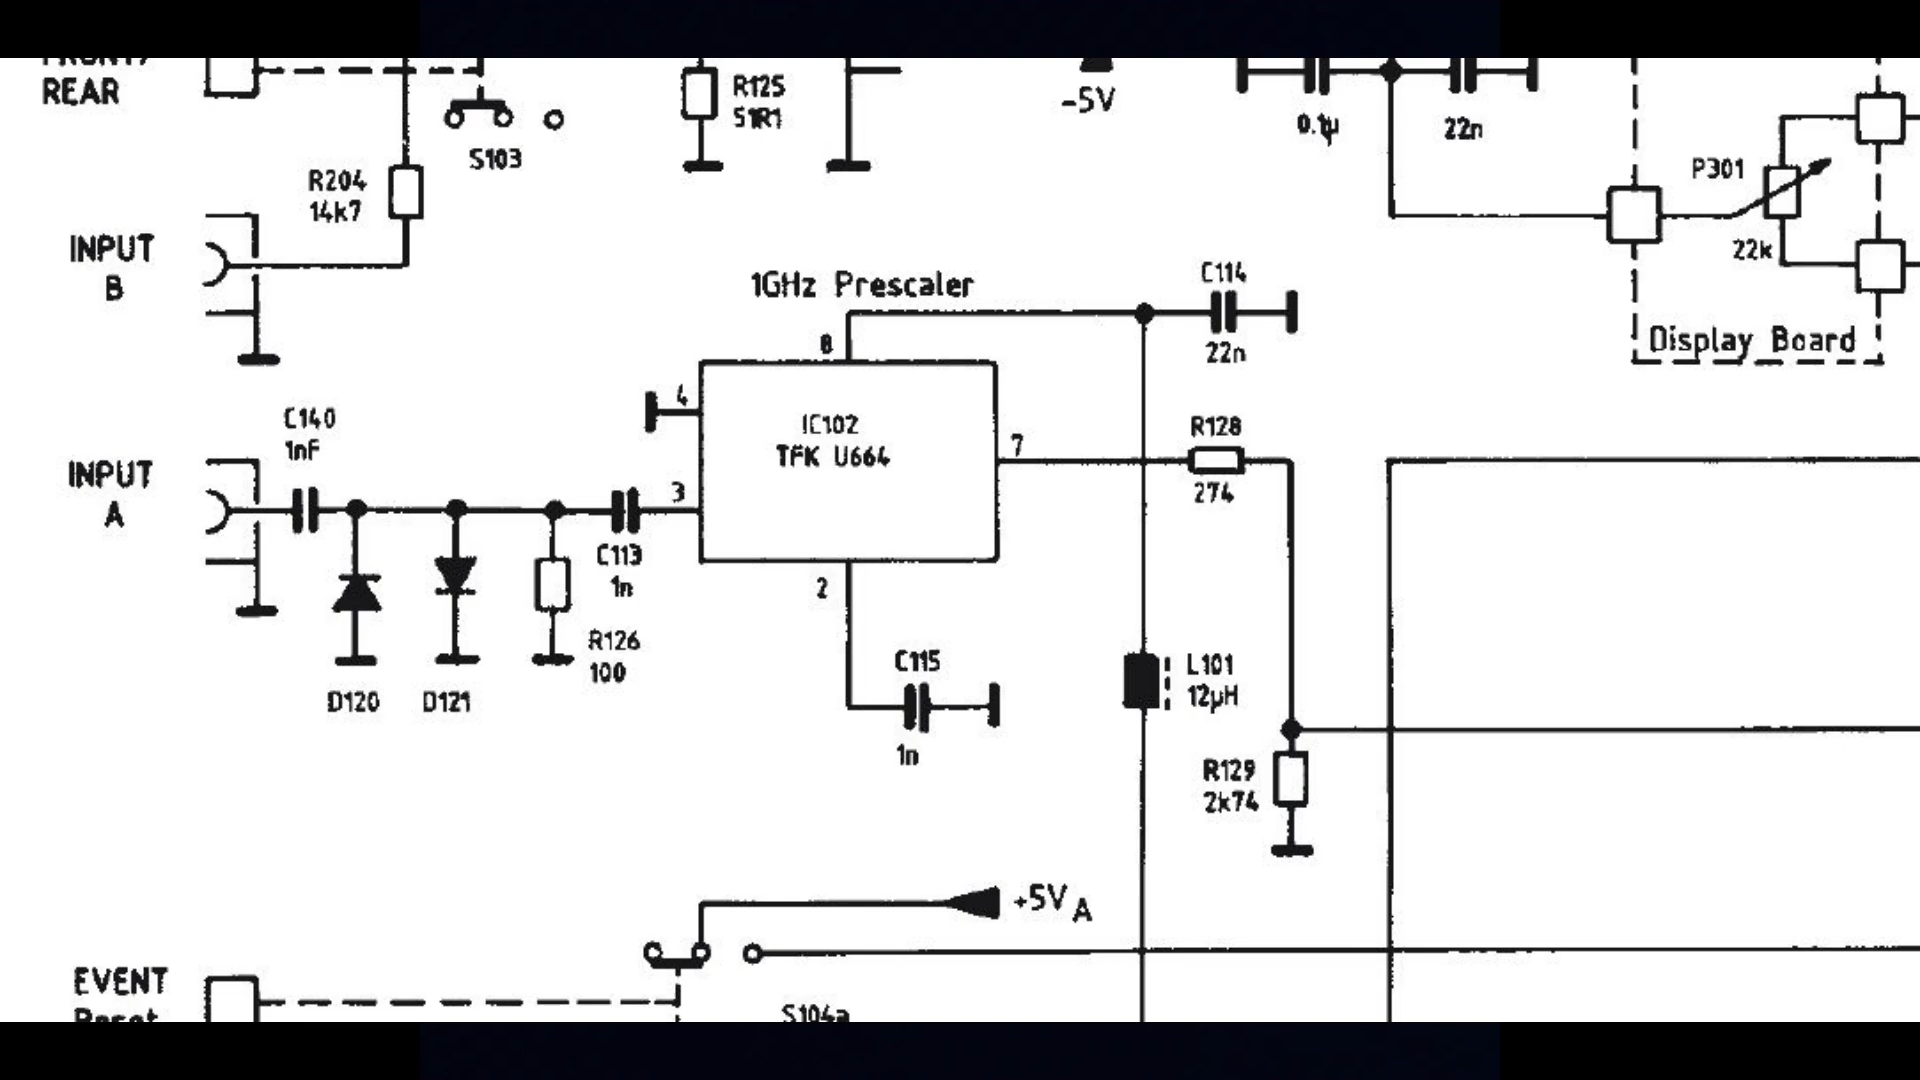 REAR
S103
R125
51R1
-5V
0.1µ
22n
P301
22k
Display Board
R204
14k7
INPUT
B
1GHz Prescaler
C114
22n
8
4
IC102
TFK U664
7
3
2
R128
274
C140
1nF
INPUT
A
C113
1n
R126
100
D120
D121
C115
1n
L101
12µH
R129
2k74
+5VA
EVENT
Reset
S104a